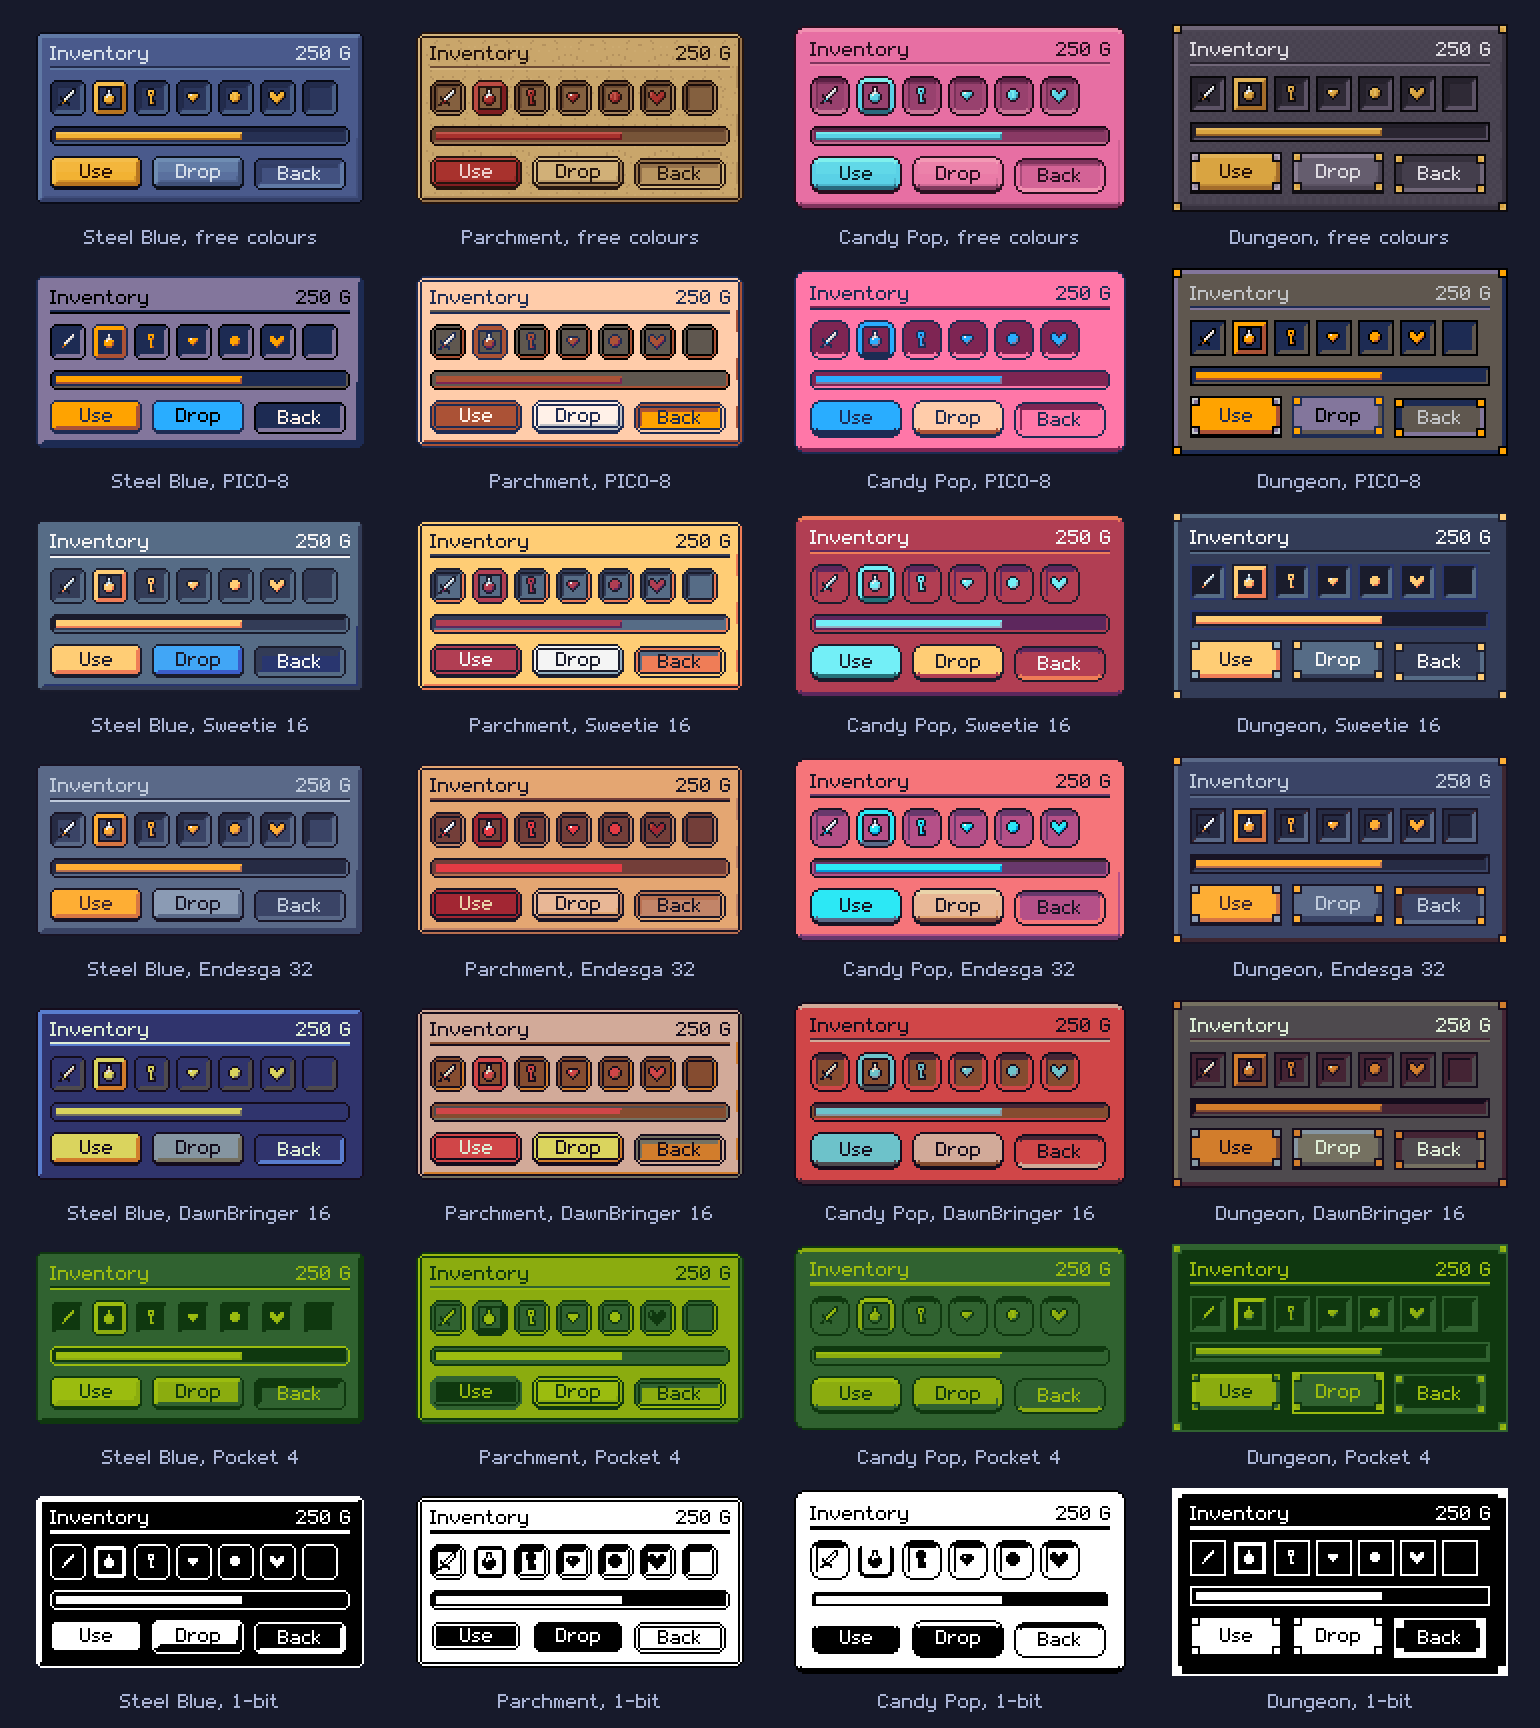 Inventory 250 G
Use Drop Back
Steel Blue, free colours
Inventory 250 G
Use Drop Back
Parchment, free colours
Inventory 250 G
Use Drop Back
Candy Pop, free colours
Inventory 250 G
Use Drop Back
Dungeon, free colours
Inventory 250 G
Use Drop Back
Steel Blue, PICO-8
Inventory 250 G
Use Drop Back
Parchment, PICO-8
Inventory 250 G
Use Drop Back
Candy Pop, PICO-8
Inventory 250 G
Use Drop Back
Dungeon, PICO-8
Inventory 250 G
Use Drop Back
Steel Blue, Sweetie 16
Inventory 250 G
Use Drop Back
Parchment, Sweetie 16
Inventory 250 G
Use Drop Back
Candy Pop, Sweetie 16
Inventory 250 G
Use Drop Back
Dungeon, Sweetie 16
Inventory 250 G
Use Drop Back
Steel Blue, Endesga 32
Inventory 250 G
Use Drop Back
Parchment, Endesga 32
Inventory 250 G
Use Drop Back
Candy Pop, Endesga 32
Inventory 250 G
Use Drop Back
Dungeon, Endesga 32
Inventory 250 G
Use Drop Back
Steel Blue, DawnBringer 16
Inventory 250 G
Use Drop Back
Parchment, DawnBringer 16
Inventory 250 G
Use Drop Back
Candy Pop, DawnBringer 16
Inventory 250 G
Use Drop Back
Dungeon, DawnBringer 16
Inventory 250 G
Use Drop Back
Steel Blue, Pocket 4
Inventory 250 G
Use Drop Back
Parchment, Pocket 4
Inventory 250 G
Use Drop Back
Candy Pop, Pocket 4
Inventory 250 G
Use Drop Back
Dungeon, Pocket 4
Inventory 250 G
Use Drop Back
Steel Blue, 1-bit
Inventory 250 G
Use Drop Back
Parchment, 1-bit
Inventory 250 G
Use Drop Back
Candy Pop, 1-bit
Inventory 250 G
Use Drop Back
Dungeon, 1-bit